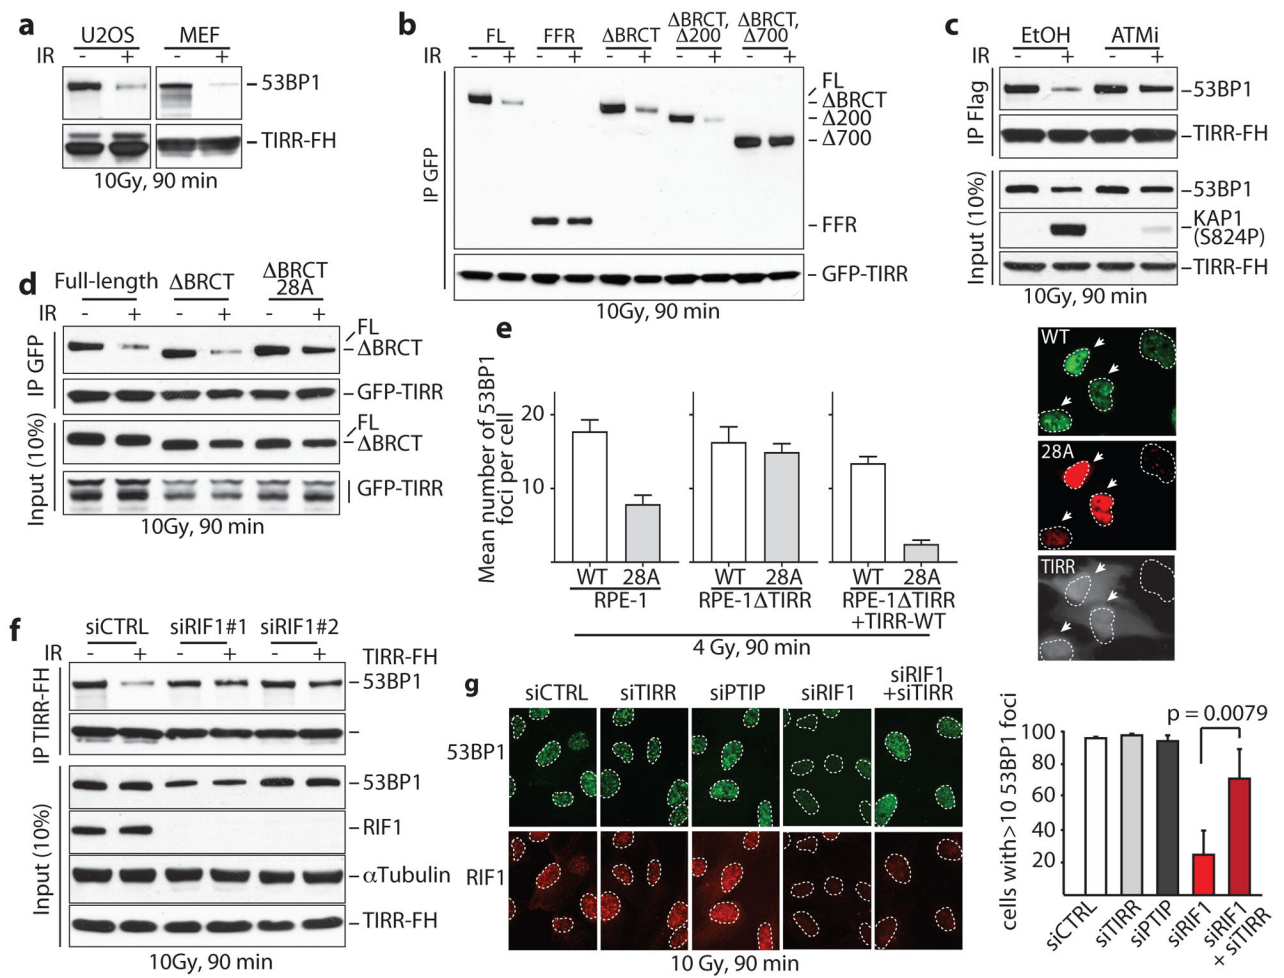 a
U2OS MEF
IR - + - +
53BP1
TIRR-FH
10Gy, 90 min
b
FL FFR ΔBRCT ΔBRCT, Δ200 ΔBRCT, Δ700
IR - + - + - + - + - +
IP GFP
FL
ΔBRCT
Δ200
Δ700
FFR
GFP-TIRR
10Gy, 90 min
c
EtOH ATMi
IR - + - +
IP Flag
53BP1
TIRR-FH
Input (10%)
53BP1
KAP1
(S824P)
TIRR-FH
10Gy, 90 min
d
Full-length ΔBRCT ΔBRCT 28A
IR - + - + - +
IP GFP
FL
ΔBRCT
GFP-TIRR
Input (10%)
FL
ΔBRCT
GFP-TIRR
10Gy, 90 min
e
Mean number of 53BP1
foci per cell
20
10
WT 28A WT 28A WT 28A
RPE-1 RPE-1ΔTIRR RPE-1ΔTIRR
+TIRR-WT
4 Gy, 90 min
WT
28A
TIRR
f
siCTRL siRIF1#1 siRIF1#2
IR - + - + - + TIRR-FH
IP TIRR-FH
53BP1
Input (10%)
53BP1
RIF1
αTubulin
TIRR-FH
10Gy, 90 min
g
siCTRL siTIRR siPTIP siRIF1 siRIF1
+siTIRR
53BP1
RIF1
10 Gy, 90 min
cells with>10 53BP1 foci
p = 0.0079
100
80
60
40
20
siCTRL
siTIRR
siPTIP
siRIF1
siRIF1
+ siTIRR